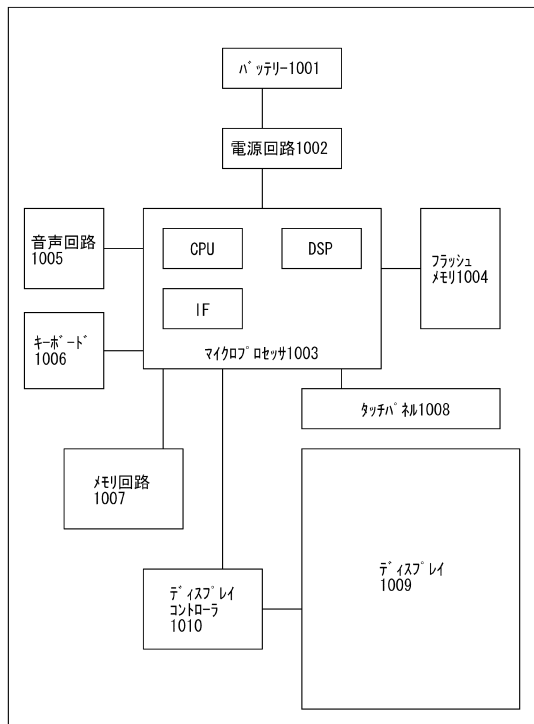 バッテリー1001
電源回路1002
音声回路
1005
CPU
DSP
フラッシュ
メモリ1004
IF
キーボード
1006
マイクロプロセッサ1003
タッチパネル1008
メモリ回路
1007
ディスプレイ
1009
ディスプレイ
コントローラ
1010